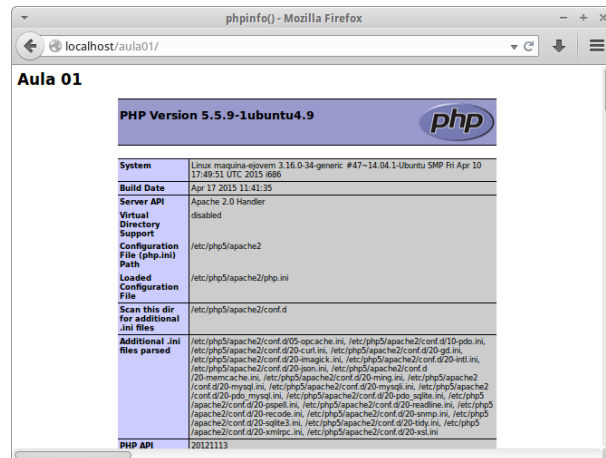 phpinfo() - Mozilla Firefox
localhost/aula01/
Aula 01
PHP Version 5.5.9-1ubuntu4.9
php
System
Linux maquina-ejovem 3.16.0-34-generic #47~14.04.1-Ubuntu SMP Fri Apr 10
17:49:51 UTC 2015 i686
Build Date
Apr 17 2015 11:41:35
Server API
Apache 2.0 Handler
Virtual
Directory
Support
disabled
Configuration
File (php.ini)
Path
/etc/php5/apache2
Loaded
Configuration
File
/etc/php5/apache2/php.ini
Scan this dir
for additional
.ini files
/etc/php5/apache2/conf.d
Additional .ini
files parsed
/etc/php5/apache2/conf.d/05-opcache.ini, /etc/php5/apache2/conf.d/10-pdo.ini,
/etc/php5/apache2/conf.d/20-curl.ini, /etc/php5/apache2/conf.d/20-gd.ini,
/etc/php5/apache2/conf.d/20-imagick.ini, /etc/php5/apache2/conf.d/20-intl.ini,
/etc/php5/apache2/conf.d/20-json.ini, /etc/php5/apache2/conf.d
/20-memcache.ini, /etc/php5/apache2/conf.d/20-ming.ini, /etc/php5/apache2
/conf.d/20-mysql.ini, /etc/php5/apache2/conf.d/20-mysqli.ini, /etc/php5/apache2
/conf.d/20-pdo_mysql.ini, /etc/php5/apache2/conf.d/20-pdo_sqlite.ini, /etc/php5
/apache2/conf.d/20-pspell.ini, /etc/php5/apache2/conf.d/20-readline.ini, /etc/php5
/apache2/conf.d/20-recode.ini, /etc/php5/apache2/conf.d/20-snmp.ini, /etc/php5
/apache2/conf.d/20-sqlite3.ini, /etc/php5/apache2/conf.d/20-tidy.ini, /etc/php5
/apache2/conf.d/20-xmlrpc.ini, /etc/php5/apache2/conf.d/20-xsl.ini
PHP API
20121113